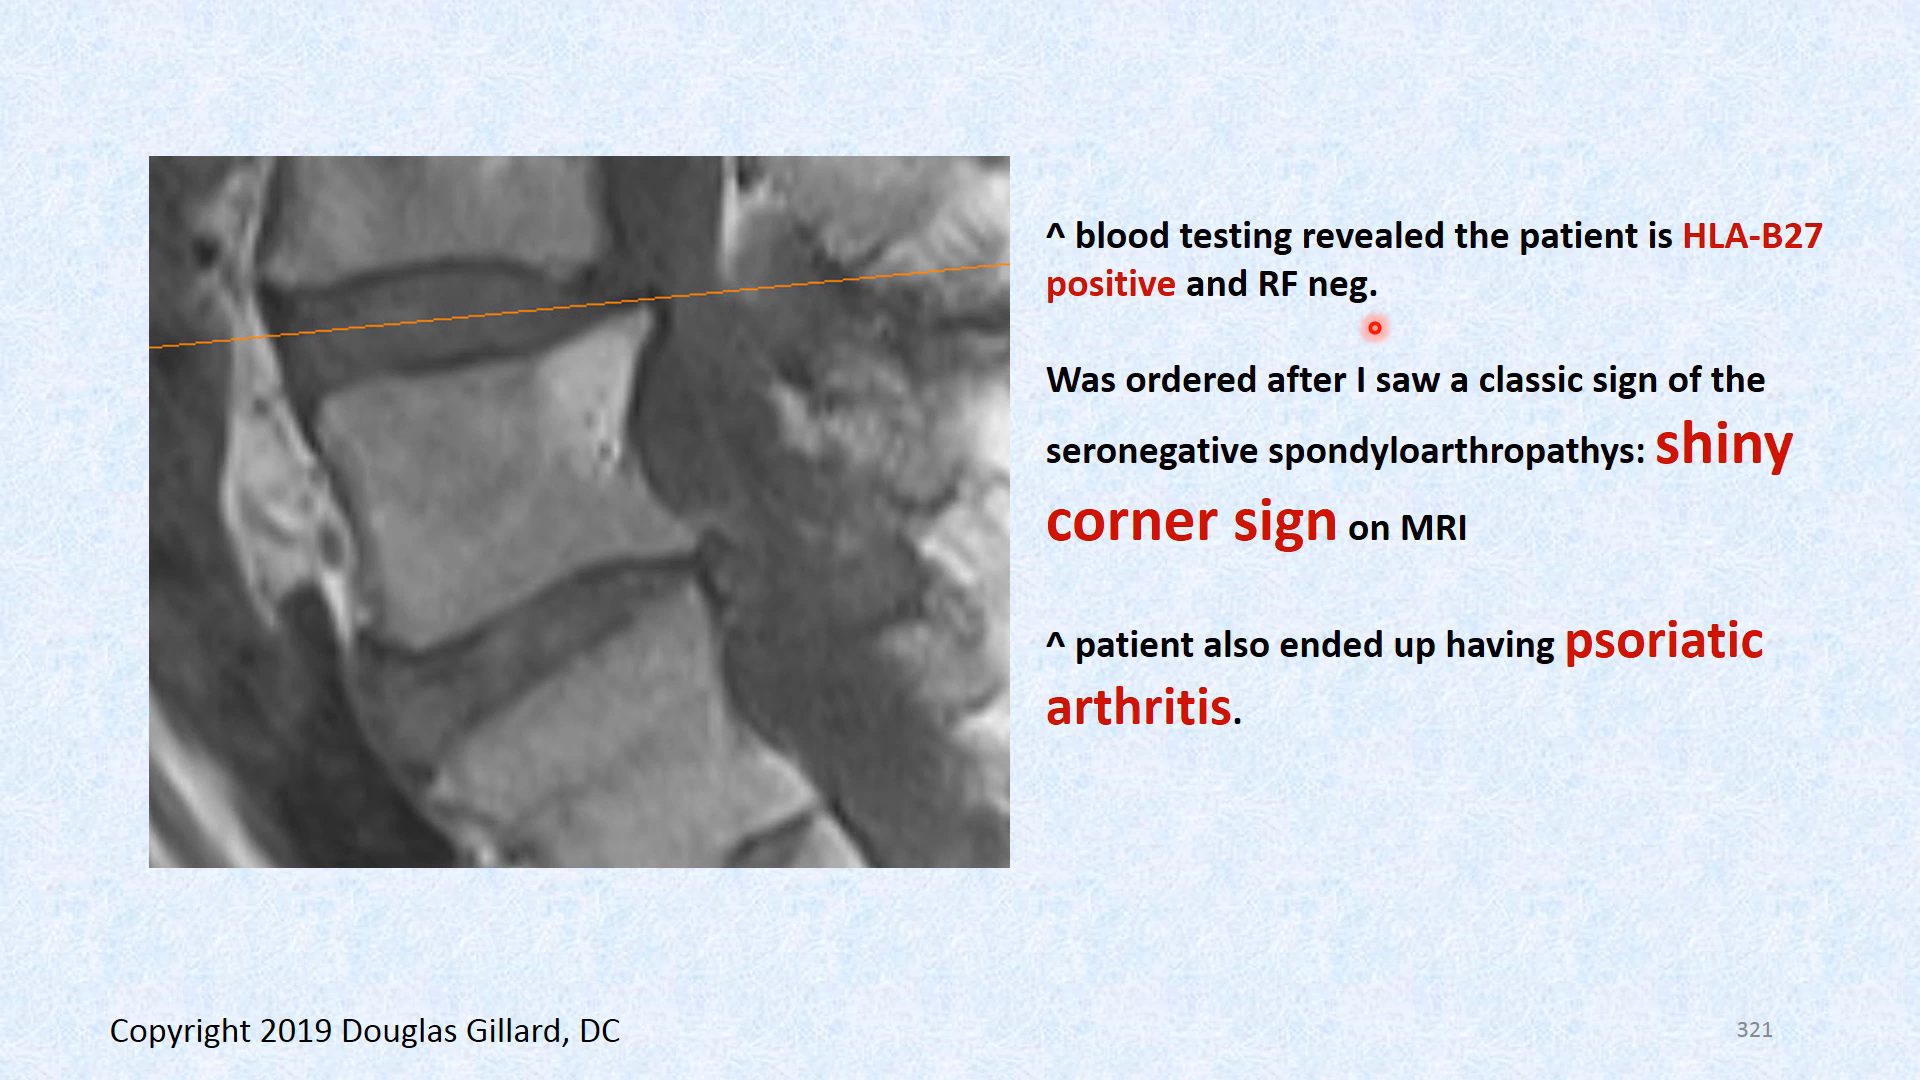 ^ blood testing revealed the patient is HLA-B27
positive and RF neg.
Was ordered after I saw a classic sign of the
seronegative spondyloarthropathys: shiny
corner sign on MRI
^ patient also ended up having psoriatic
arthritis.
Copyright 2019 Douglas Gillard, DC
321